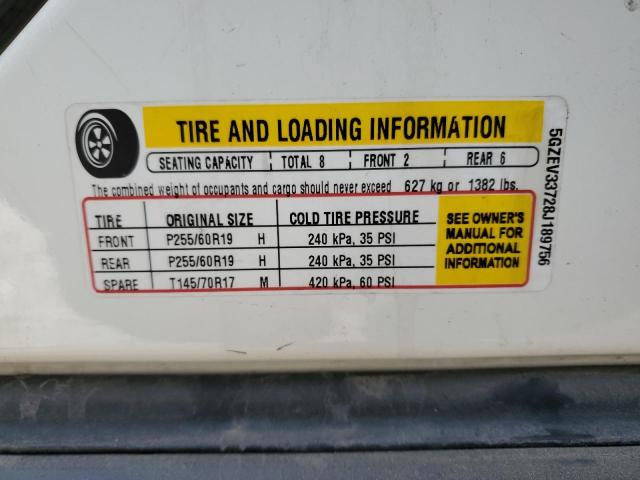 TIRE AND LOADING INFORMATION
SEATING CAPACITY TOTAL 8 FRONT 2 REAR 6
The combined weight of occupants and cargo should never exceed 627 kg or 1382 lbs.
TIRE ORIGINAL SIZE COLD TIRE PRESSURE
FRONT P255/60R19 H 240 kPa, 35 PSI
REAR P255/60R19 H 240 kPa, 35 PSI
SPARE T145/70R17 M 420 kPa, 60 PSI
SEE OWNER'S
MANUAL FOR
ADDITIONAL
INFORMATION
5GZEV33728J189756